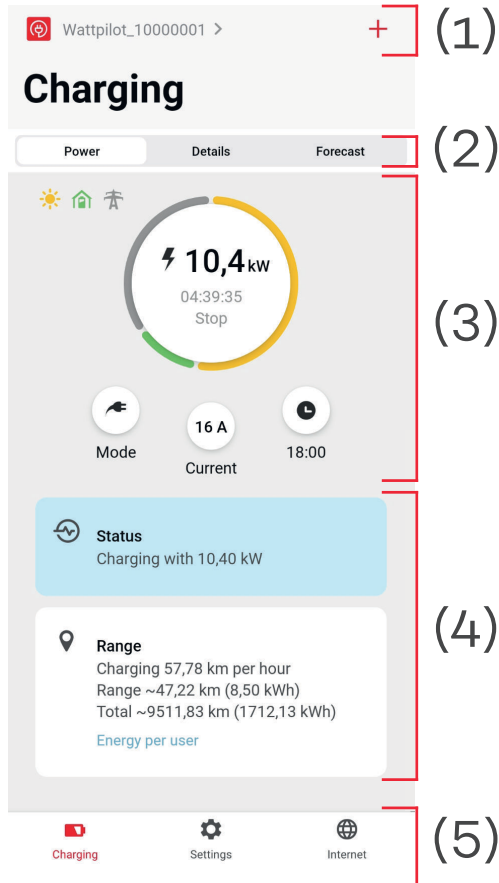 Wattpilot_10000001 >
+
(1)
Charging
Power Details Forecast
(2)
10,4 kW
04:39:35
Stop
(3)
Mode
16 A
Current
18:00
Status
Charging with 10,40 kW
(4)
Range
Charging 57,78 km per hour
Range ~47,22 km (8,50 kWh)
Total ~9511,83 km (1712,13 kWh)
Energy per user
Charging Settings Internet
(5)